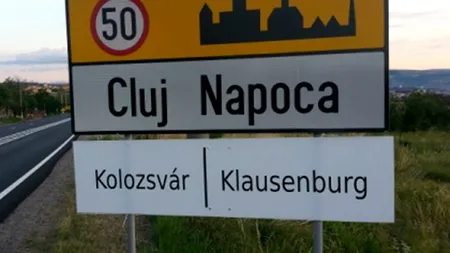 50
Cluj Napoca
Kolozsvár | Klausenburg